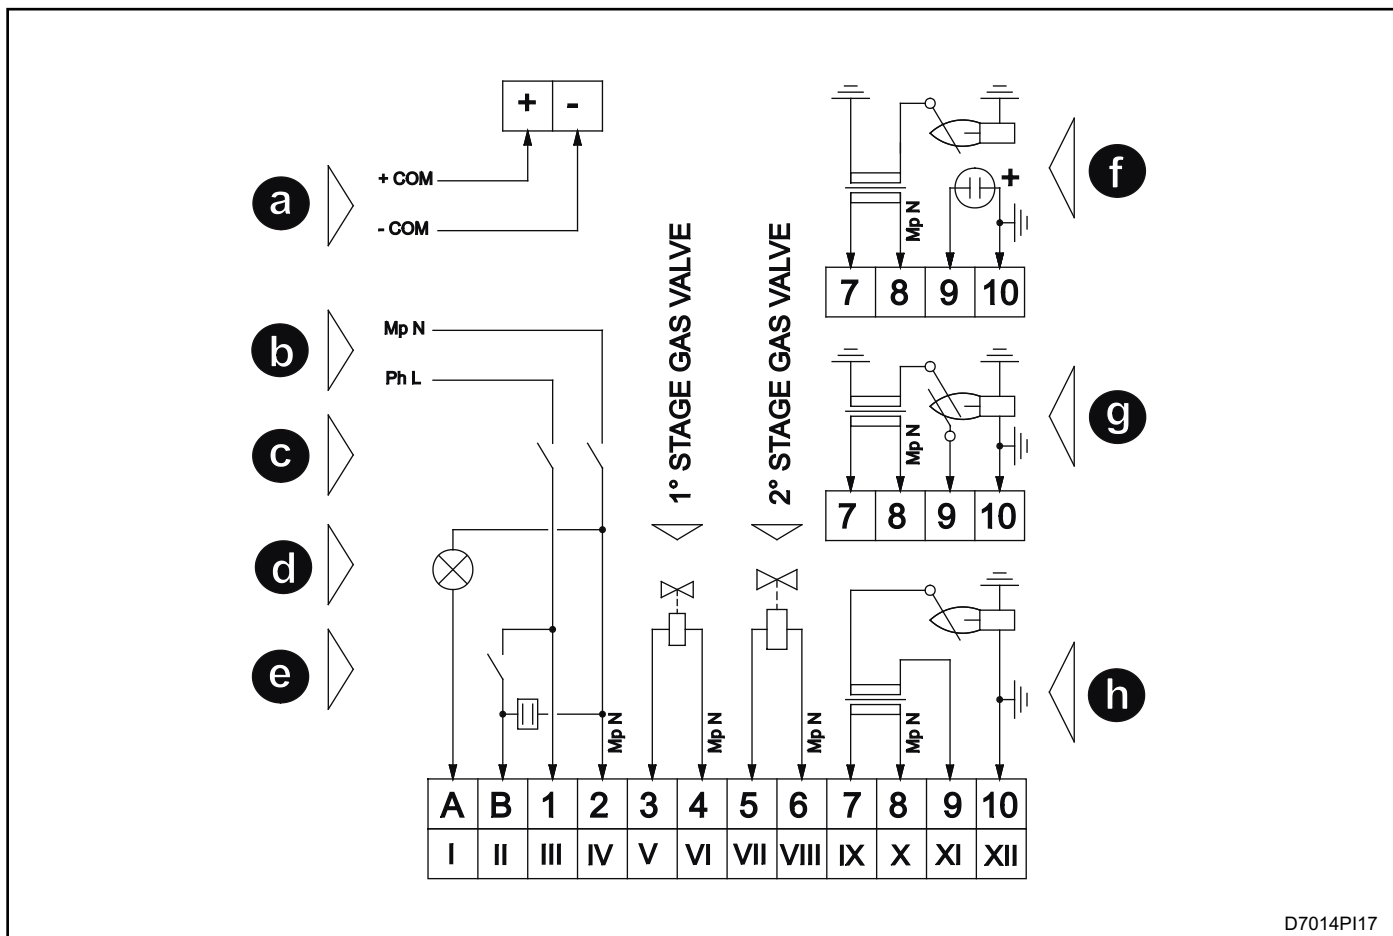 + -
a
+ COM
- COM
b
Mp N
Ph L
c
d
e
1° STAGE GAS VALVE
2° STAGE GAS VALVE
f
Mp N
+
7 8 9 10
g
Mp N
7 8 9 10
h
Mp N
Mp N
Mp N
Mp N
A B 1 2 3 4 5 6 7 8 9 10
I II III IV V VI VII VIII IX X XI XII
D7014PI17